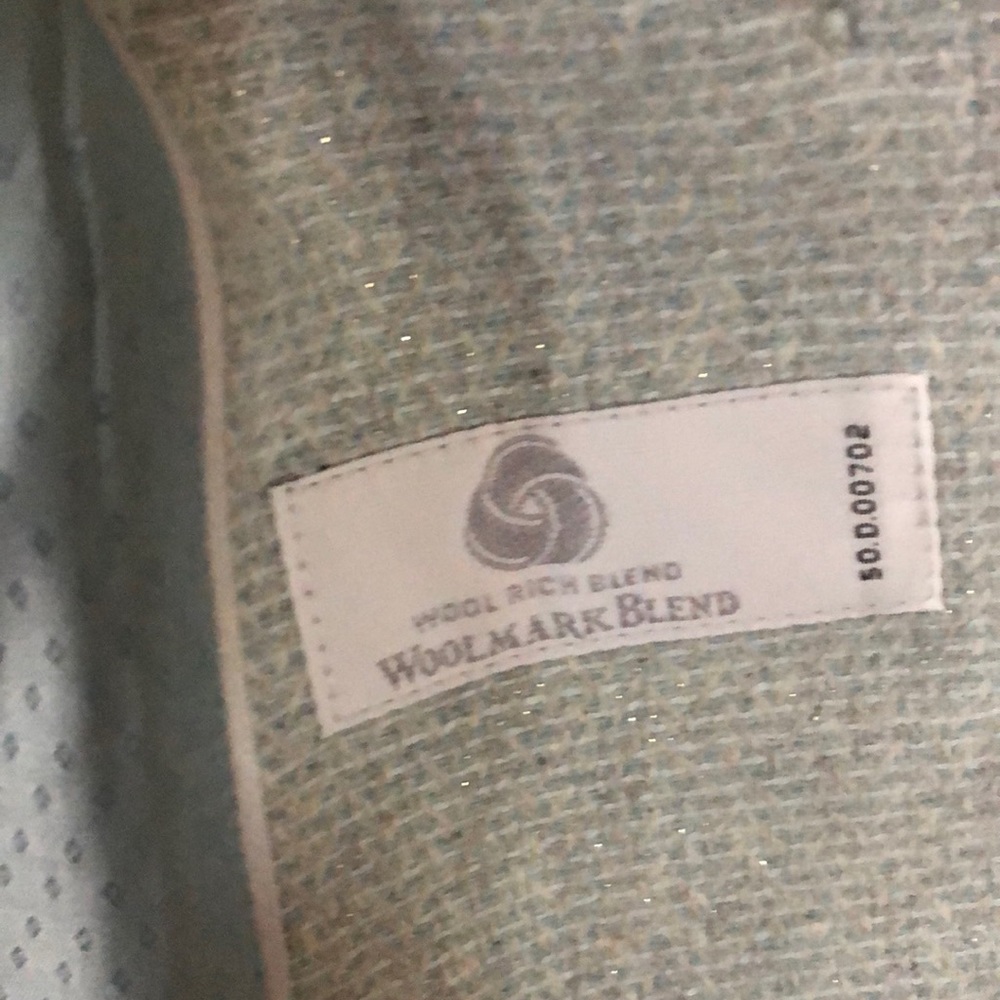 WOOL RICH BLEND
WOOLMARK BLEND
50.D.00702